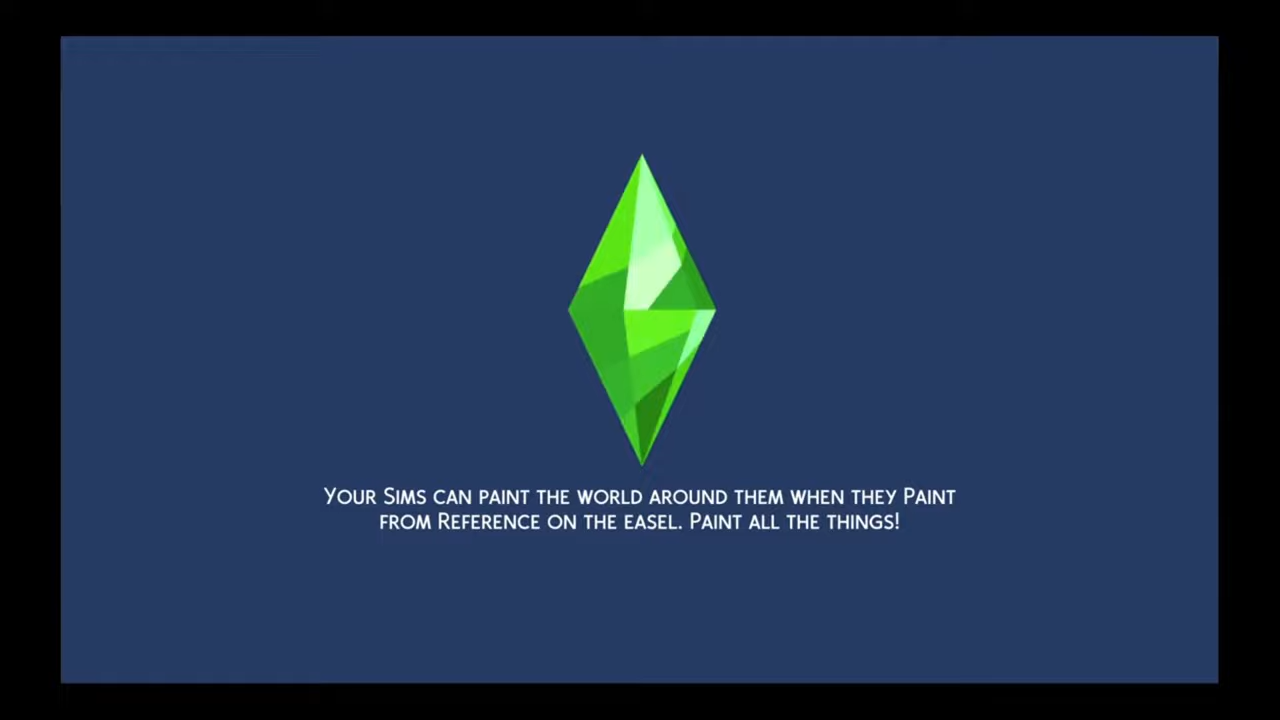 Your Sims can paint the world around them when they Paint
from Reference on the easel. Paint all the things!